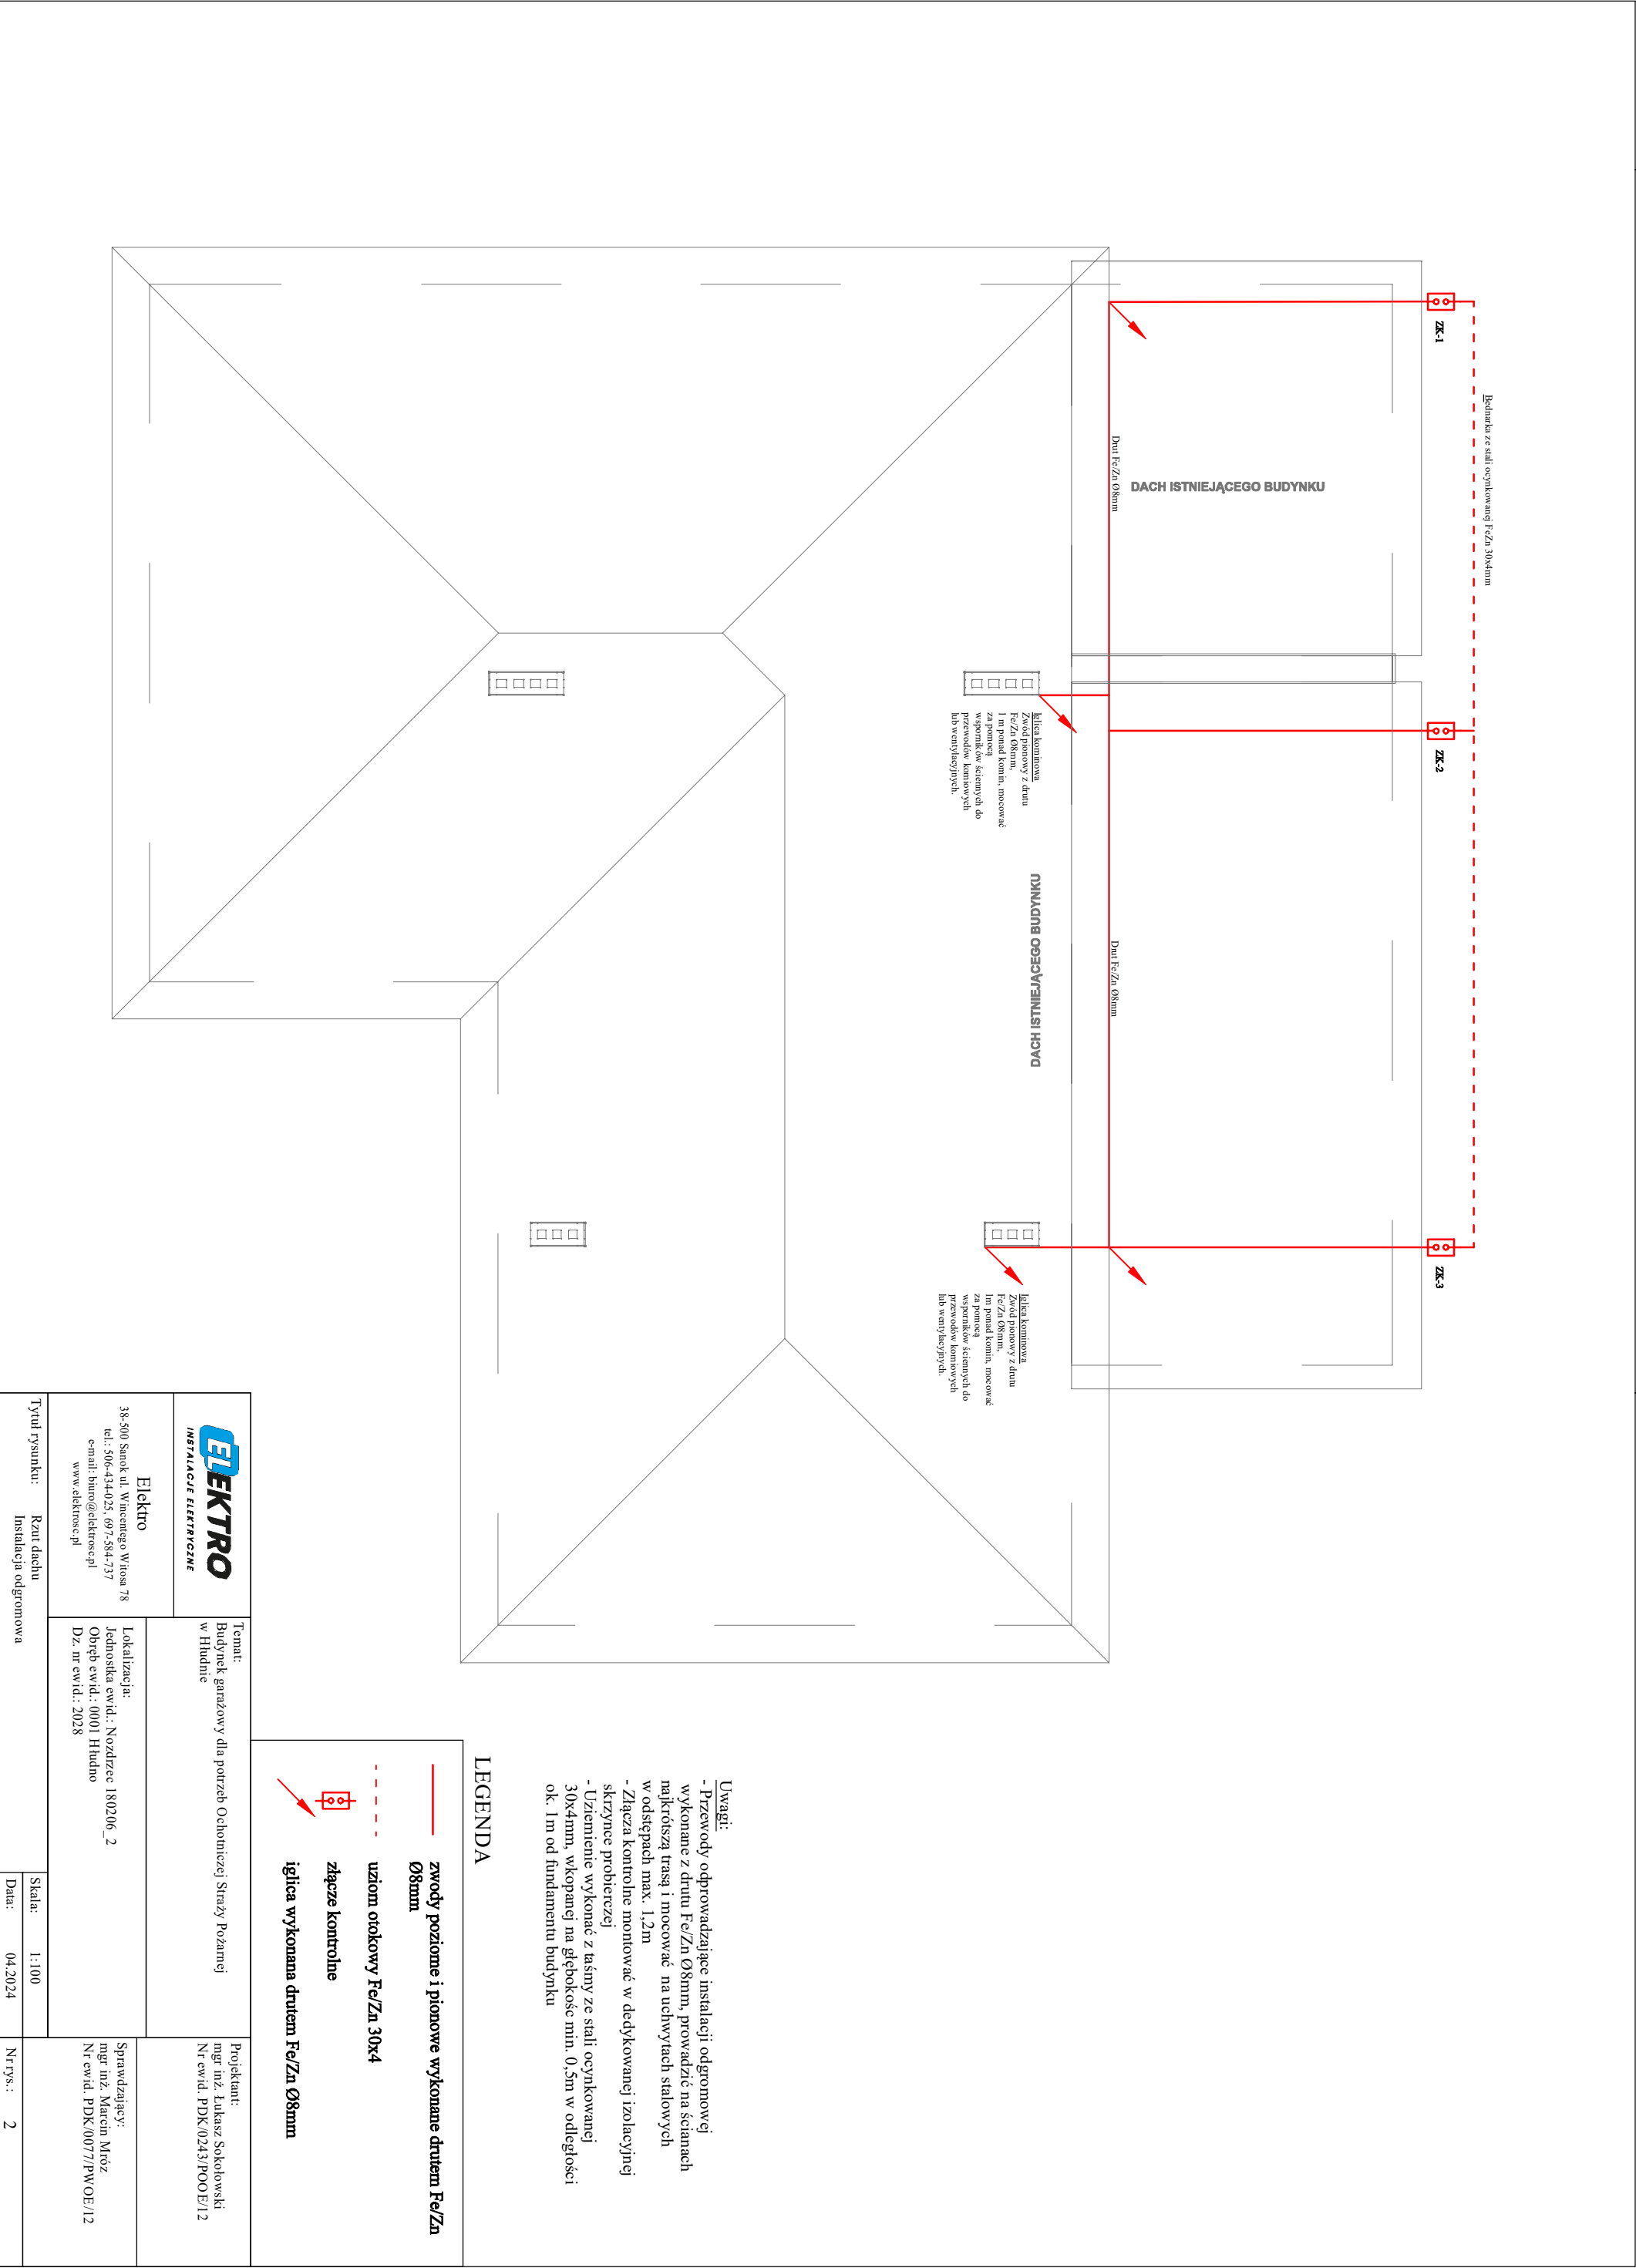 Bednarka ze stali ocynkowanej FeZn 30x4mm
ZK-1
ZK-2
ZK-3
DACH ISTNIEJĄCEGO BUDYNKU
Drut Fe/Zn Ø8mm
Drut Fe/Zn Ø8mm
DACH ISTNIEJĄCEGO BUDYNKU
Iglica kominowa
Zwód pionowy z drutu
Fe/Zn Ø8mm,
1 m ponad komin, mocować
za pomocą
wsporników ściennych do
przewodów komiowych
lub wentylacyjnych.
Iglica kominowa
Zwód pionowy z drutu
Fe/Zn Ø8mm,
1m ponad komin, mocować
za pomocą
wsporników ściennych do
przewodów komiowych
lub wentylacyjnych.
Uwagi:
- Przewody odprowadzające instalacji odgromowej
wykonane z drutu Fe/Zn Ø8mm, prowadzić na ścianach
najkrótszą trasą i mocować na uchwytach stalowych
w odstępach max. 1,2m
- Złącza kontrolne montować w dedykowanej izolacyjnej
skrzynce probierczej
- Uziemienie wykonać z taśmy ze stali ocynkowanej
30x4mm, wkopanej na głębokośc min. 0,5m w odległości
ok. 1m od fundamentu budynku
LEGENDA
zwody poziome i pionowe wykonane drutem Fe/Zn
Ø8mm
uziom otokowy Fe/Zn 30x4
złącze kontrolne
iglica wykonana drutem Fe/Zn Ø8mm
ELEKTRO
INSTALACJE ELEKTRYCZNE
Elektro
38-500 Sanok ul. Wincentego Witosa 78
tel.: 506-434-025, 697-584-737
e-mail: biuro@elektrosc.pl
www.elektrosc.pl
Temat:
Budynek garażowy dla potrzeb Ochotniczej Straży Pożarnej
w Hłudnie
Lokalizacja:
Jednostka ewid.: Nozdrzec 180206_2
Obręb ewid.: 0001 Hłudno
Dz. nr ewid.: 2028
Projektant:
mgr inż. Łukasz Sokołowski
Nr ewid. PDK/0243/POOE/12
Sprawdzający:
mgr inż. Marcin Mróz
Nr ewid. PDK/0077/PWOE/12
Tytuł rysunku: Rzut dachu
Instalacja odgromowa
Skala: 1:100
Data: 04.2024
Nr rys.: 2